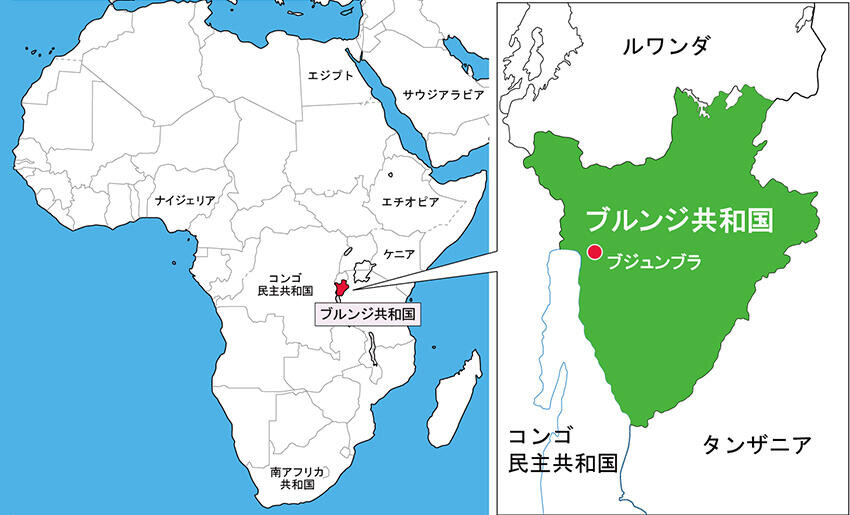 エジプト
サウジアラビア
ナイジェリア
エチオピア
ケニア
コンゴ
民主共和国
ブルンジ共和国
南アフリカ
共和国
ルワンダ
ブルンジ共和国
ブジュンブラ
コンゴ
民主共和国
タンザニア